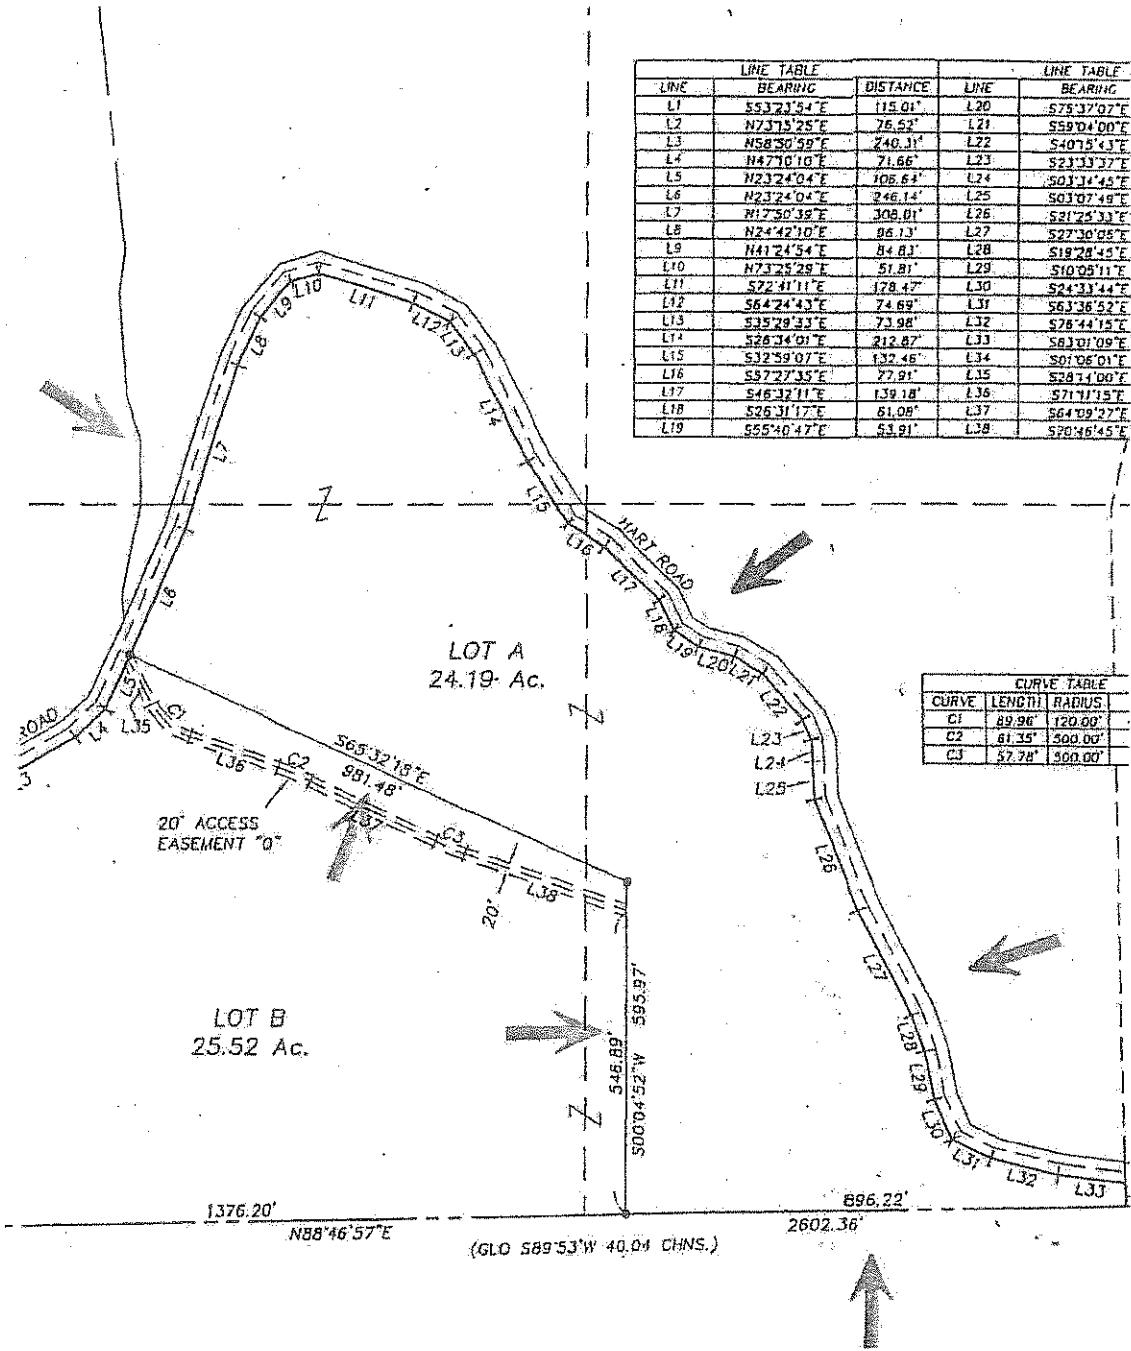 LINE TABLE LINE TABLE
LINE BEARING DISTANCE LINE BEARING
L1 S53°23'54"E 115.01' L20 S75°37'07"E
L2 N73°15'25"E 76.52' L21 S59°04'00"E
L3 N58°50'59"E 240.31' L22 S40°15'43"E
L4 N47°10'10"E 71.66' L23 S23°33'37"E
L5 N23°24'04"E 106.64' L24 S03°34'45"E
L6 N23°24'04"E 246.14' L25 S03°07'49"E
L7 N17°50'39"E 308.01' L26 S21°25'33"E
L8 N24°42'10"E 96.13' L27 S27°30'05"E
L9 N41°24'54"E 84.83' L28 S19°28'45"E
L10 N73°25'29"E 51.81' L29 S10°05'11"E
L11 S72°41'11"E 178.47' L30 S24°33'44"E
L12 S64°24'43"E 74.69' L31 S63°36'52"E
L13 S35°29'33"E 73.98' L32 S76°44'15"E
L14 S26°34'01"E 212.87' L33 S83°01'09"E
L15 S32°59'07"E 132.46' L34 S01°06'01"E
L16 S57°27'35"E 77.91' L35 S28°14'00"E
L17 S46°32'11"E 139.18' L36 S71°11'15"E
L18 S26°31'17"E 61.08' L37 S64°09'27"E
L19 S55°40'47"E 53.91' L38 S70°46'45"E
L10
L9
L11
L12
L13
L8
L14
L7
L15
L16
HART ROAD
L17
L6
L18
L19
L20
L21
LOT A
24.19 Ac.
L5
C1
L22
CURVE TABLE
CURVE LENGTH RADIUS
C1 89.96' 120.00'
C2 61.35' 500.00'
C3 57.78' 500.00'
ROAD
L4
L35
L23
L24
L25
3
S65°32'18"E
981.48'
L36
C2
20' ACCESS
EASEMENT "O"
L37
C3
L26
L38
20'
L27
LOT B
25.52 Ac.
595.97'
546.89'
S00°04'52"W
L28
L29
L30
L31
L32
L33
1376.20'
896.22'
N88°46'57"E
2602.36'
(GLO S89°53'W 40.04 CHNS.)